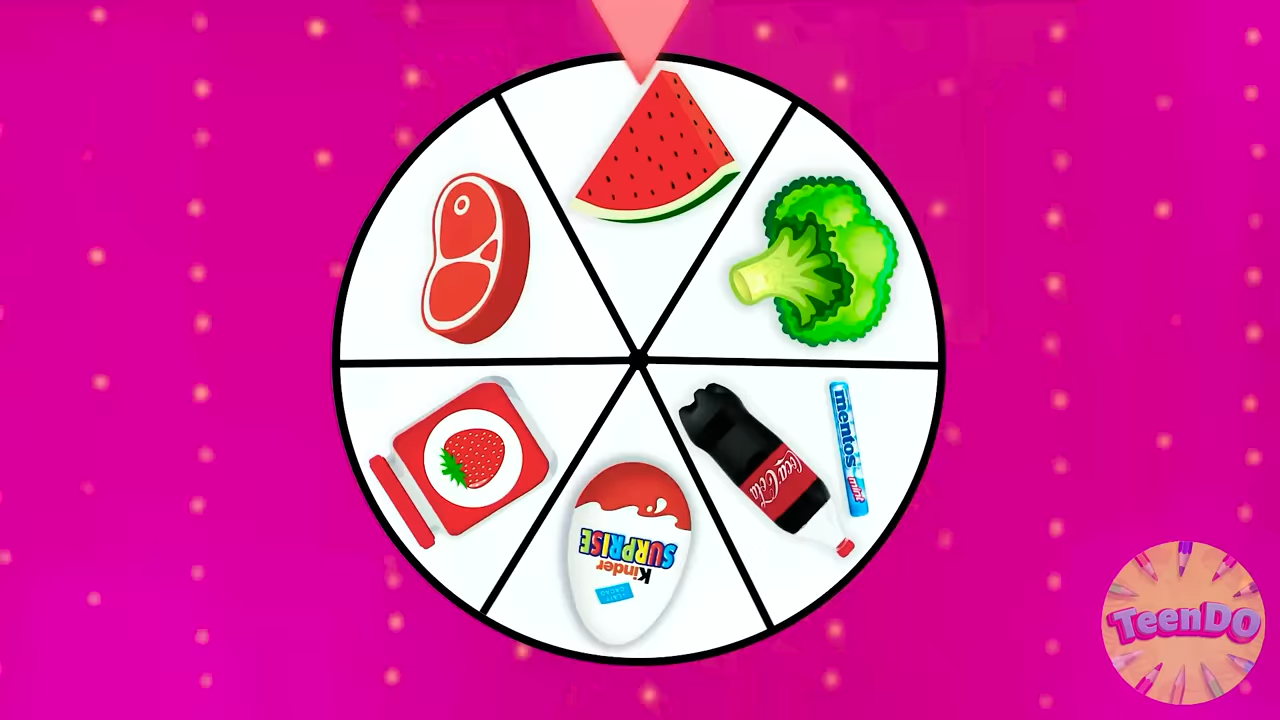 mentos
mint
Coca-Cola
Kinder
SURPRISE
TeenDO